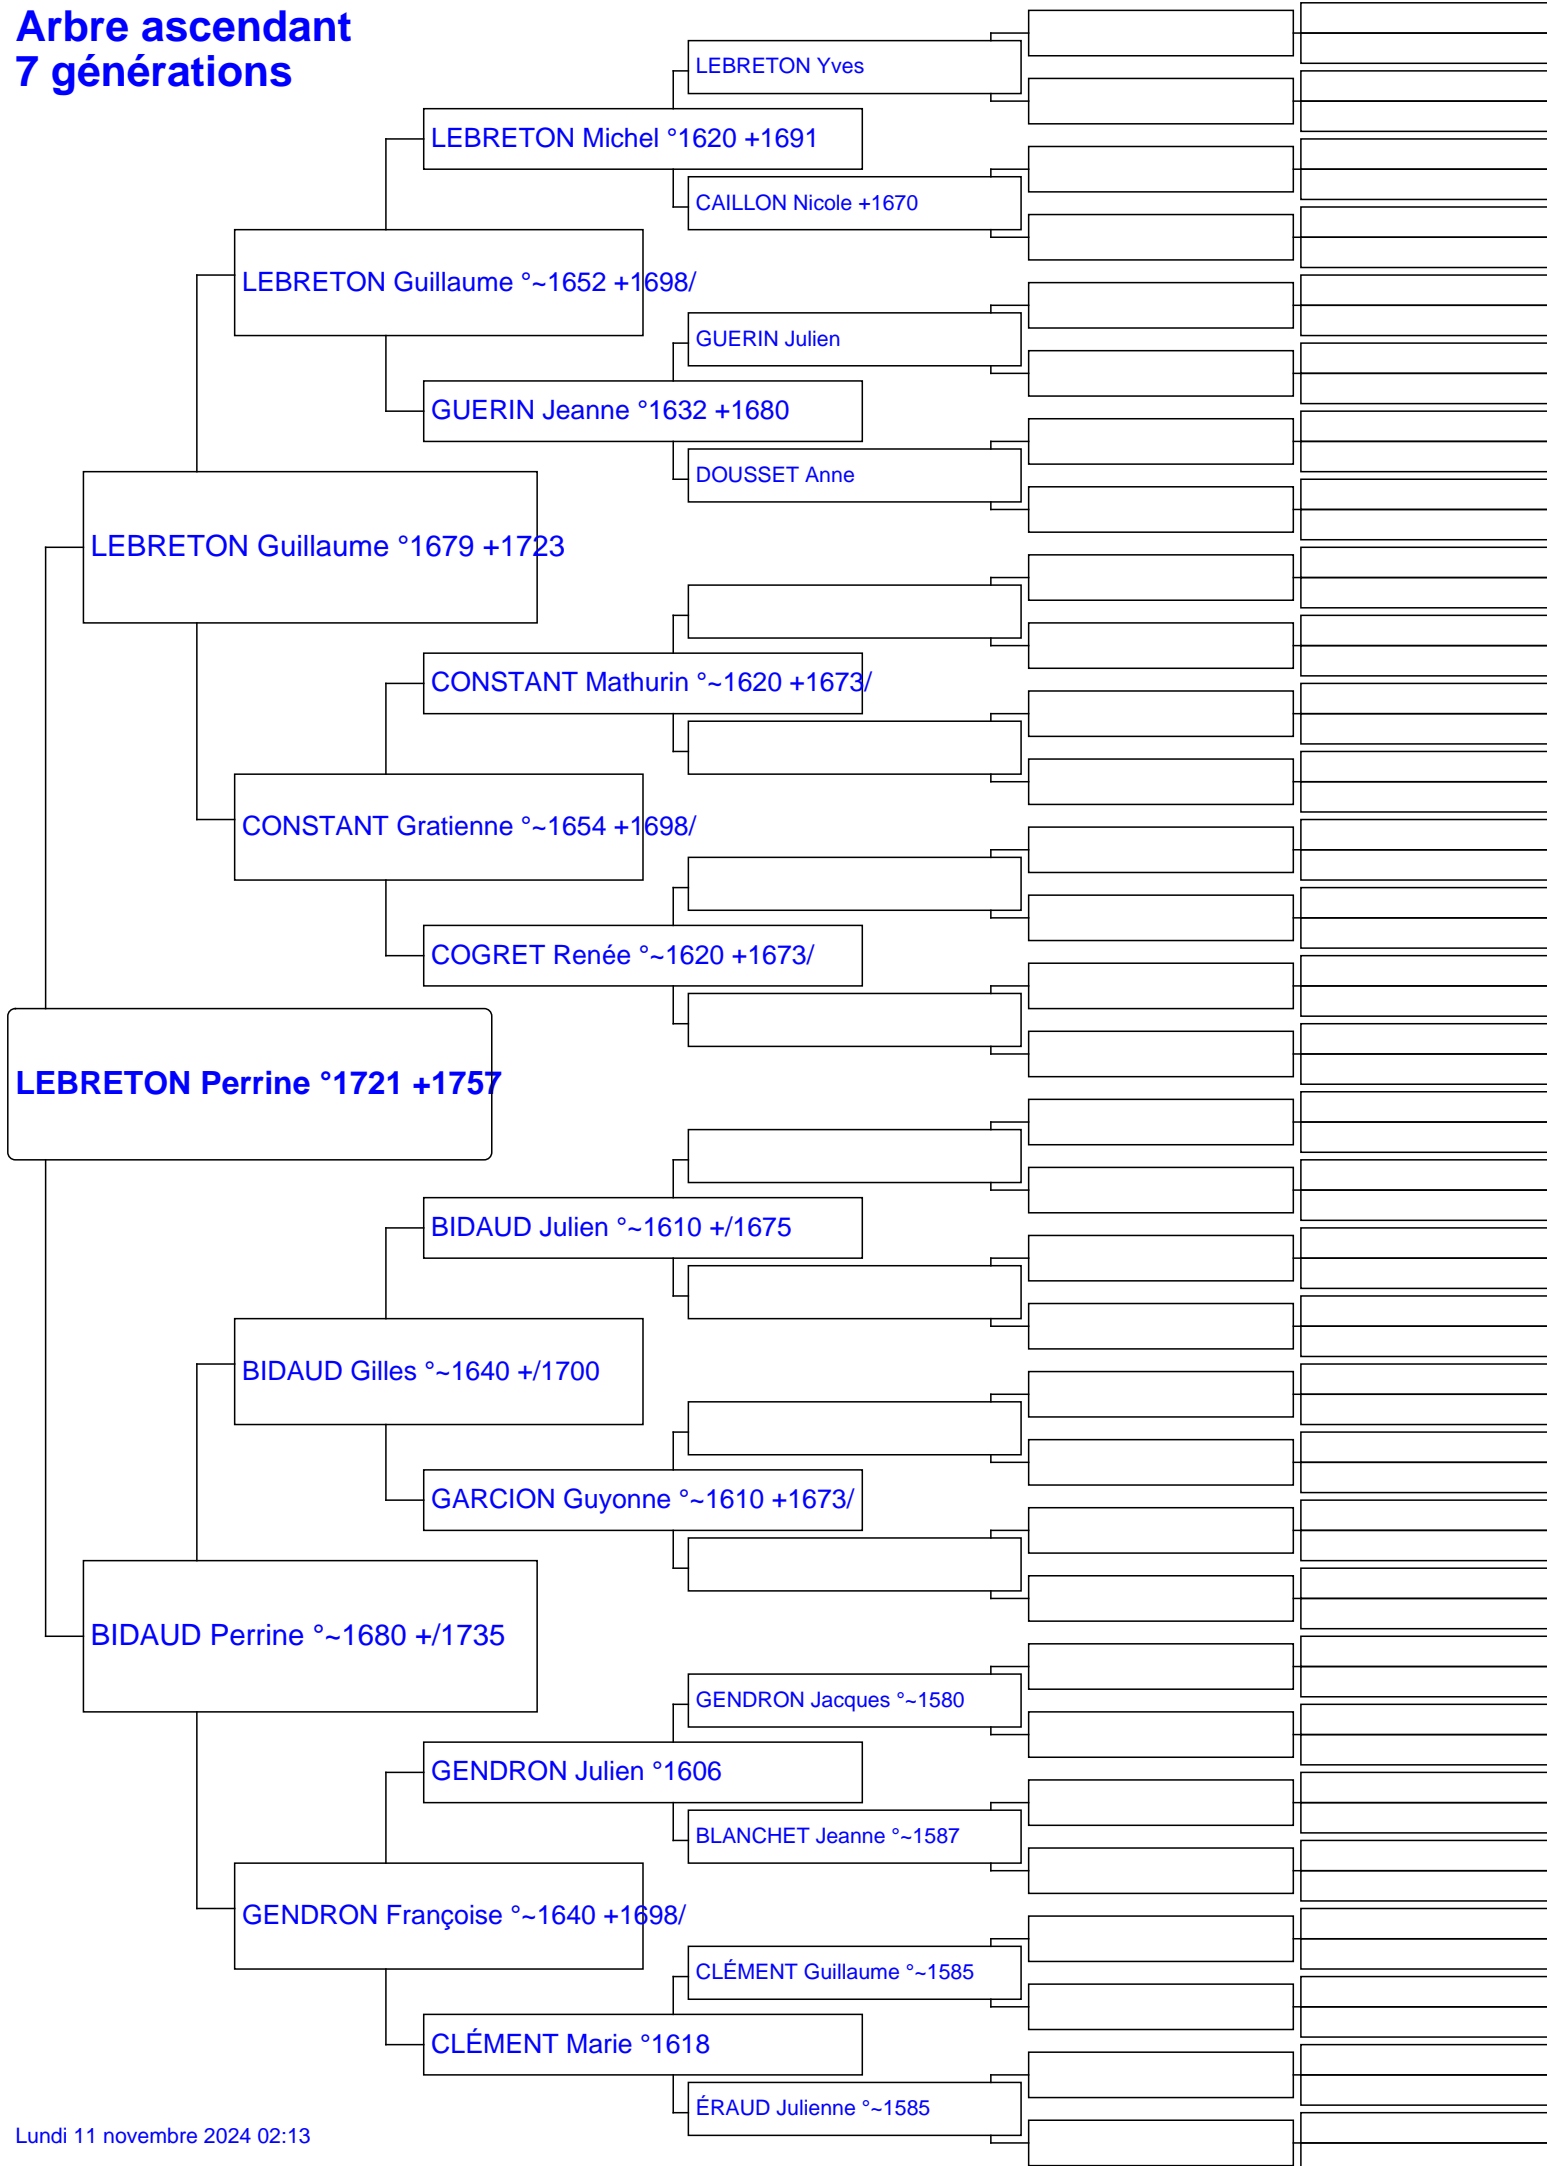 Arbre ascendant
7 générations
LEBRETON Yves
LEBRETON Michel °1620 +1691
CAILLON Nicole +1670
LEBRETON Guillaume °~1652 +1698/
GUERIN Julien
GUERIN Jeanne °1632 +1680
DOUSSET Anne
LEBRETON Guillaume °1679 +1723
CONSTANT Mathurin °~1620 +1673/
CONSTANT Gratienne °~1654 +1698/
COGRET Renée °~1620 +1673/
LEBRETON Perrine °1721 +1757
BIDAUD Julien °~1610 +/1675
BIDAUD Gilles °~1640 +/1700
GARCION Guyonne °~1610 +1673/
BIDAUD Perrine °~1680 +/1735
GENDRON Jacques °~1580
GENDRON Julien °1606
BLANCHET Jeanne °~1587
GENDRON Françoise °~1640 +1698/
CLÉMENT Guillaume °~1585
CLÉMENT Marie °1618
ÉRAUD Julienne °~1585
Lundi 11 novembre 2024 02:13